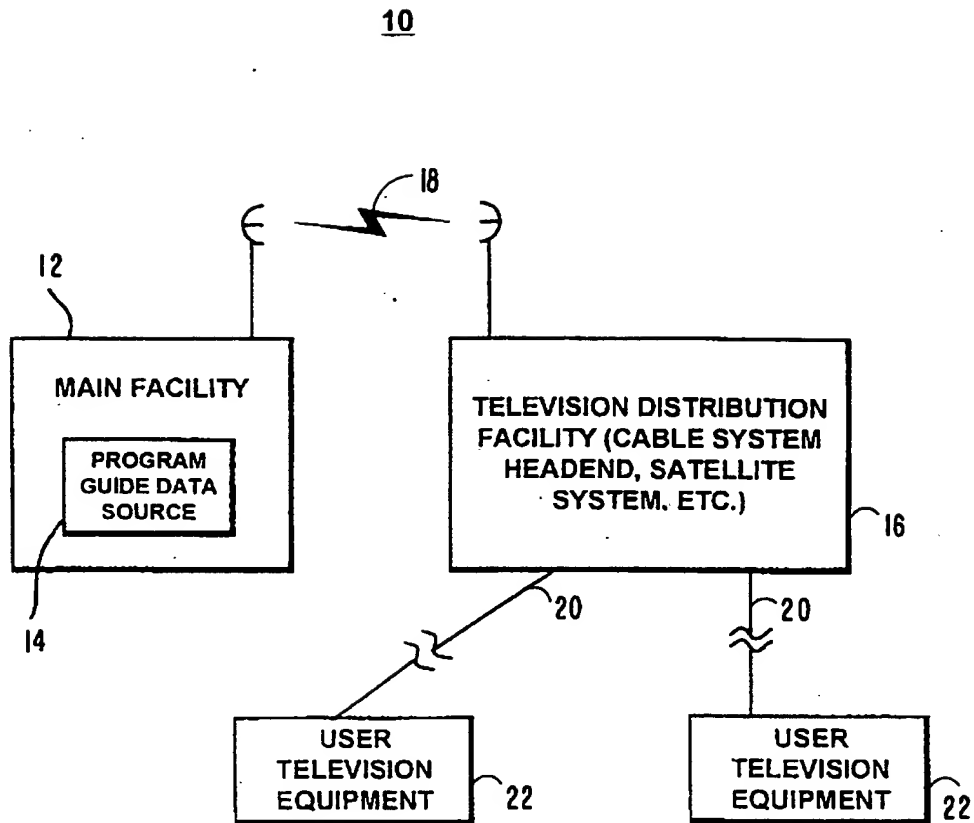 10
18
12
MAIN FACILITY
PROGRAM
GUIDE DATA
SOURCE
14
TELEVISION DISTRIBUTION
FACILITY (CABLE SYSTEM
HEADEND, SATELLITE
SYSTEM. ETC.)
16
20
20
USER
TELEVISION
EQUIPMENT
22
USER
TELEVISION
EQUIPMENT
22